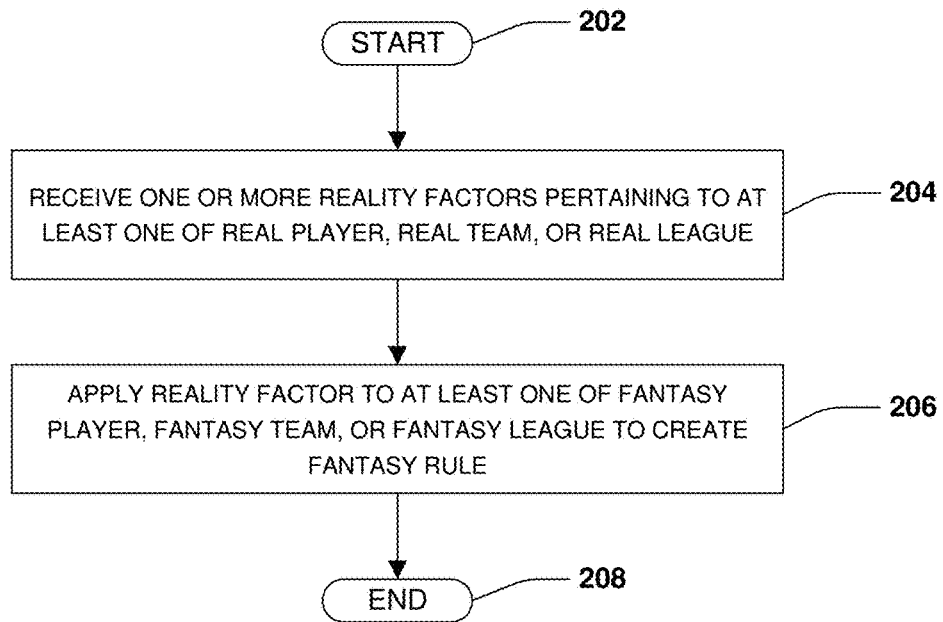 START
202
RECEIVE ONE OR MORE REALITY FACTORS PERTAINING TO AT
LEAST ONE OF REAL PLAYER, REAL TEAM, OR REAL LEAGUE
204
APPLY REALITY FACTOR TO AT LEAST ONE OF FANTASY
PLAYER, FANTASY TEAM, OR FANTASY LEAGUE TO CREATE
FANTASY RULE
206
END
208